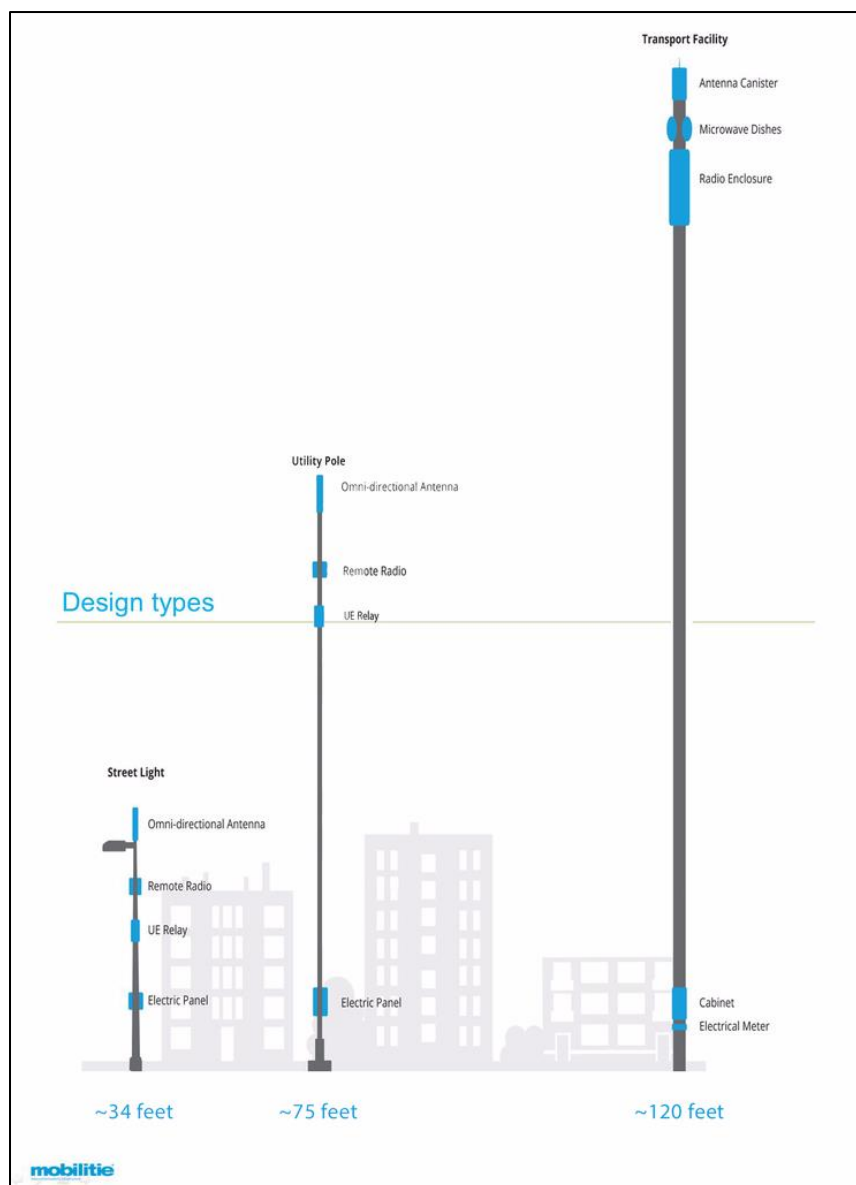 Transport Facility
Antenna Canister
Microwave Dishes
Radio Enclosure
Utility Pole
Omni-directional Antenna
Remote Radio
UE Relay
Design types
Street Light
Omni-directional Antenna
Remote Radio
UE Relay
Electric Panel
Electric Panel
Cabinet
Electrical Meter
~34 feet
~75 feet
~120 feet
mobilitie